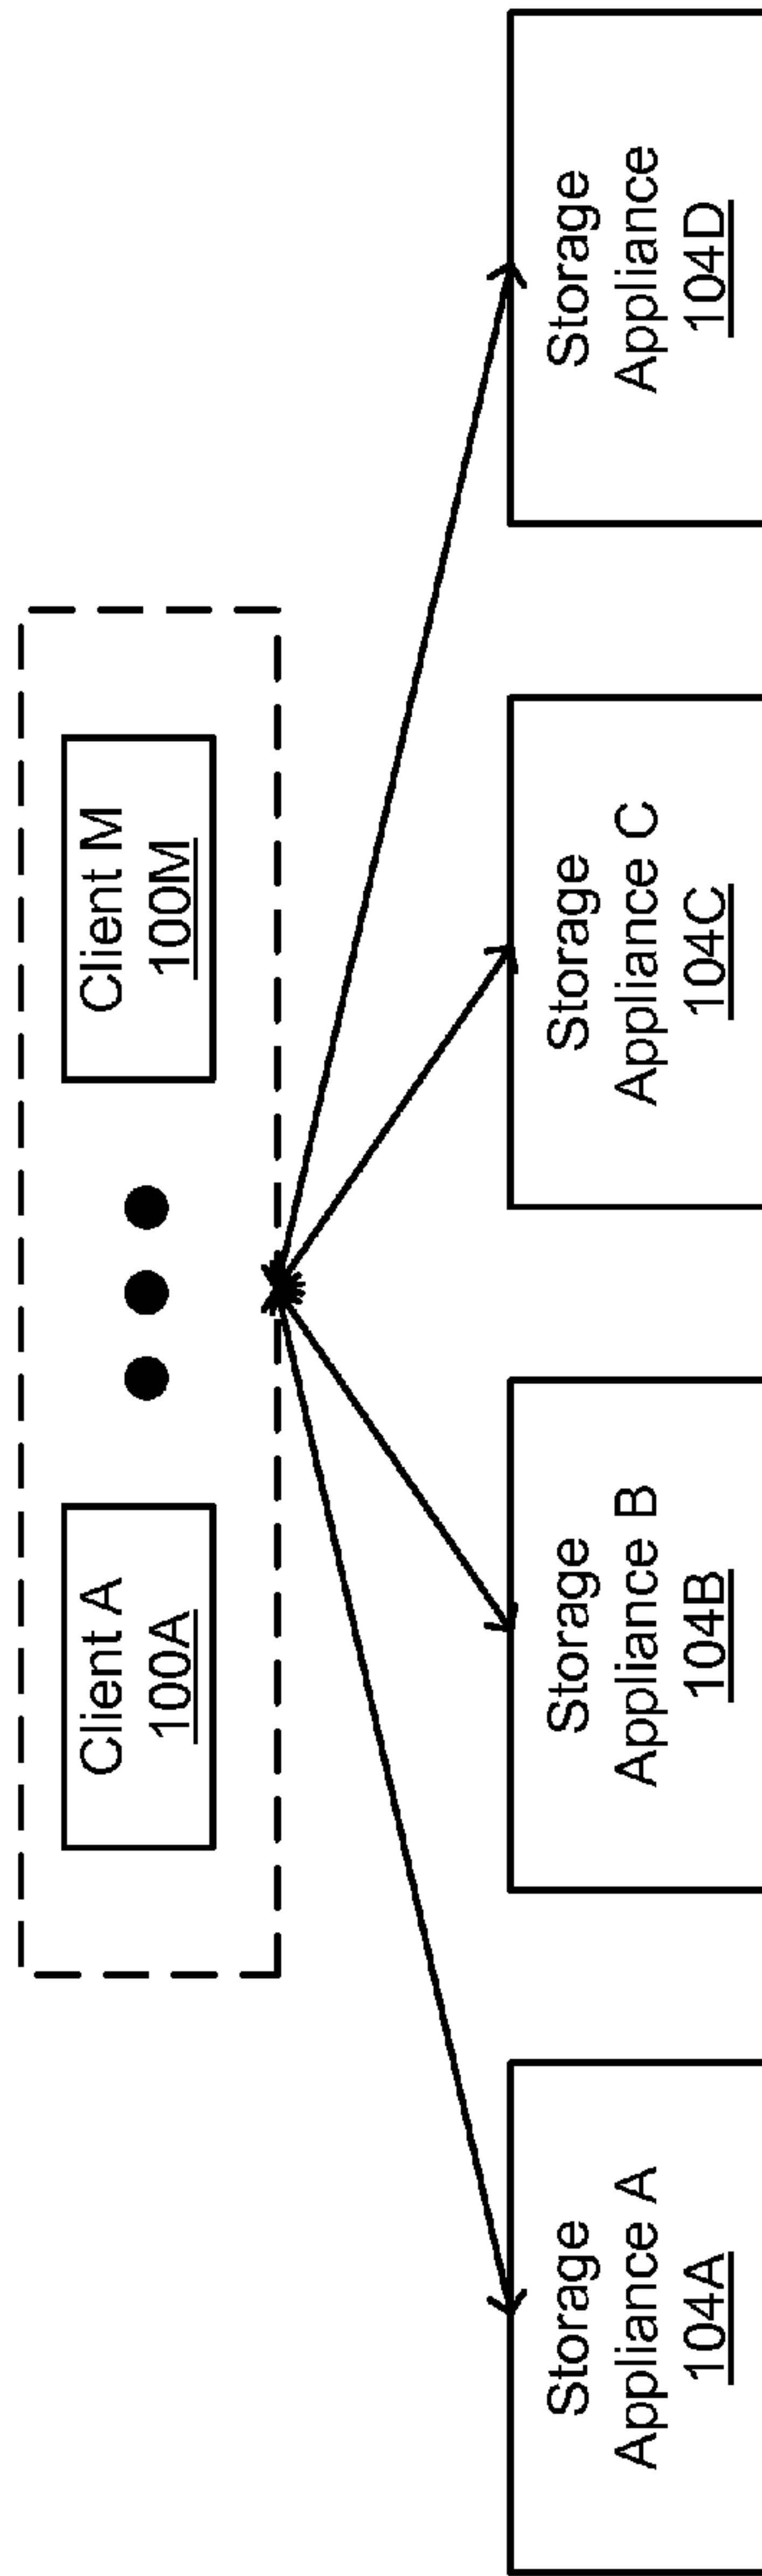 Client A
100A
Client M
100M
Storage
Appliance A
104A
Storage
Appliance B
104B
Storage
Appliance C
104C
Storage
Appliance
104D